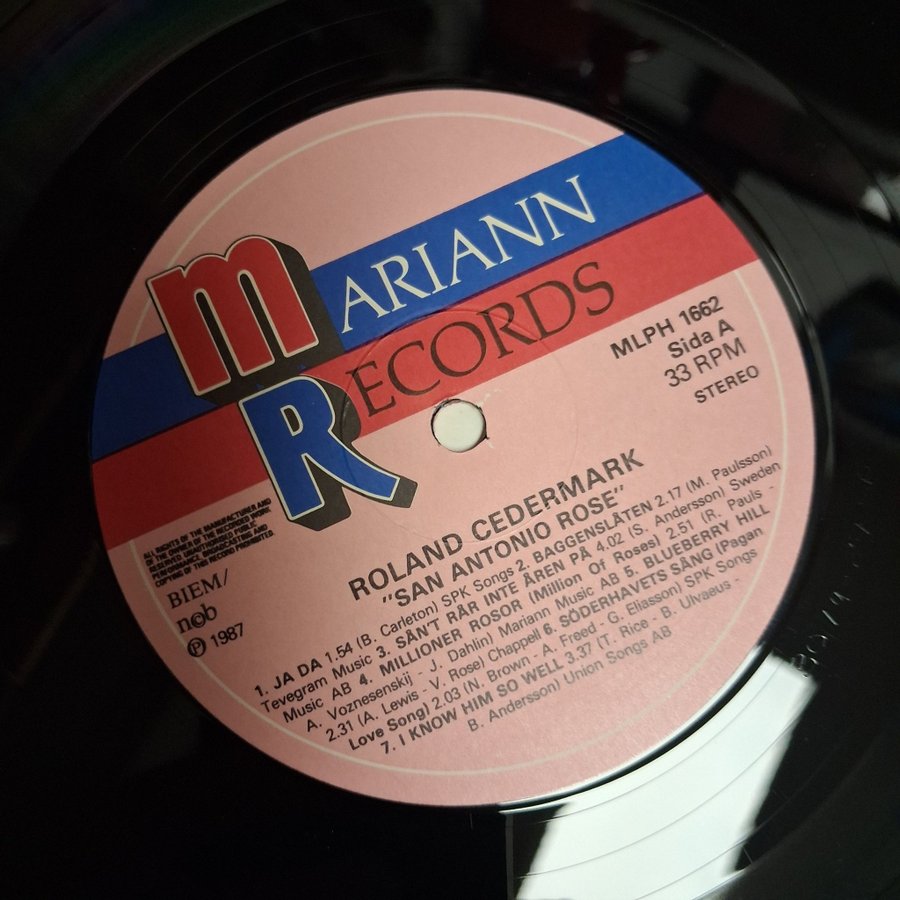 MARIANN
RECORDS
MLPH 1662
Sida A
33 RPM
STEREO
ALL RIGHTS OF THE MANUFACTURER AND
OF THE OWNER OF THE RECORDED WORK
RESERVED UNAUTHORISED PUBLIC
PERFORMANCE, BROADCASTING AND
COPYING OF THIS RECORD PROHIBITED.
BIEM/
n©b
℗ 1987
ROLAND CEDERMARK
"SAN ANTONIO ROSE"
1. JA DA 1.54 (B. Carleton) SPK Songs 2. BAGGENSLÅTEN 2.17 (M. Paulsson)
Tevegram Music 3. SÅN'T RÅR INTE ÅREN PÅ 4.02 (S. Andersson) Sweden
Music AB 4. MILLIONER ROSOR (Million Of Roses) 2.51 (R. Pauls -
A. Voznesenskij - J. Dahlin) Mariann Music AB 5. BLUEBERRY HILL
2.31 (A. Lewis - V. Rose) Chappell 6. SÖDERHAVETS SÅNG (Pagan
Love Song) 2.03 (N. Brown - A. Freed - G. Eliasson) SPK Songs
7. I KNOW HIM SO WELL 3.37 (T. Rice - B. Ulvaeus -
B. Andersson) Union Songs AB